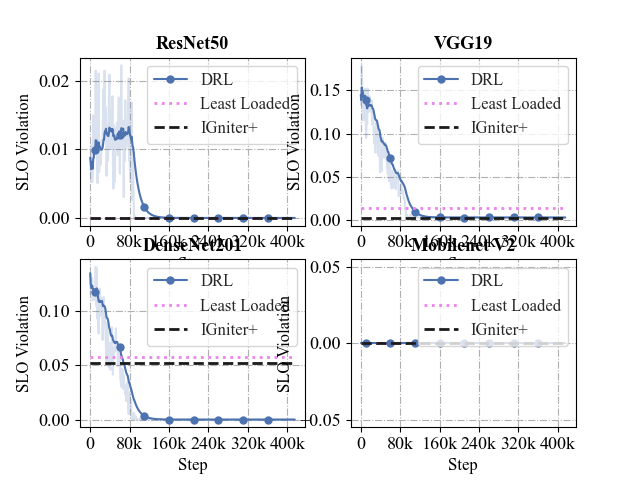 ResNet50
SLO Violation
0.02
0.01
0.00
DRL
Least Loaded
IGniter+
0 80k 160k 240k 320k 400k
VGG19
SLO Violation
0.15
0.10
0.05
0.00
DRL
Least Loaded
IGniter+
0 80k 160k 240k 320k 400k
DenseNet201
SLO Violation
0.10
0.05
0.00
DRL
Least Loaded
IGniter+
0 80k 160k 240k 320k 400k
Step
Mobilenet V2
SLO Violation
0.05
0.00
-0.05
DRL
Least Loaded
IGniter+
0 80k 160k 240k 320k 400k
Step